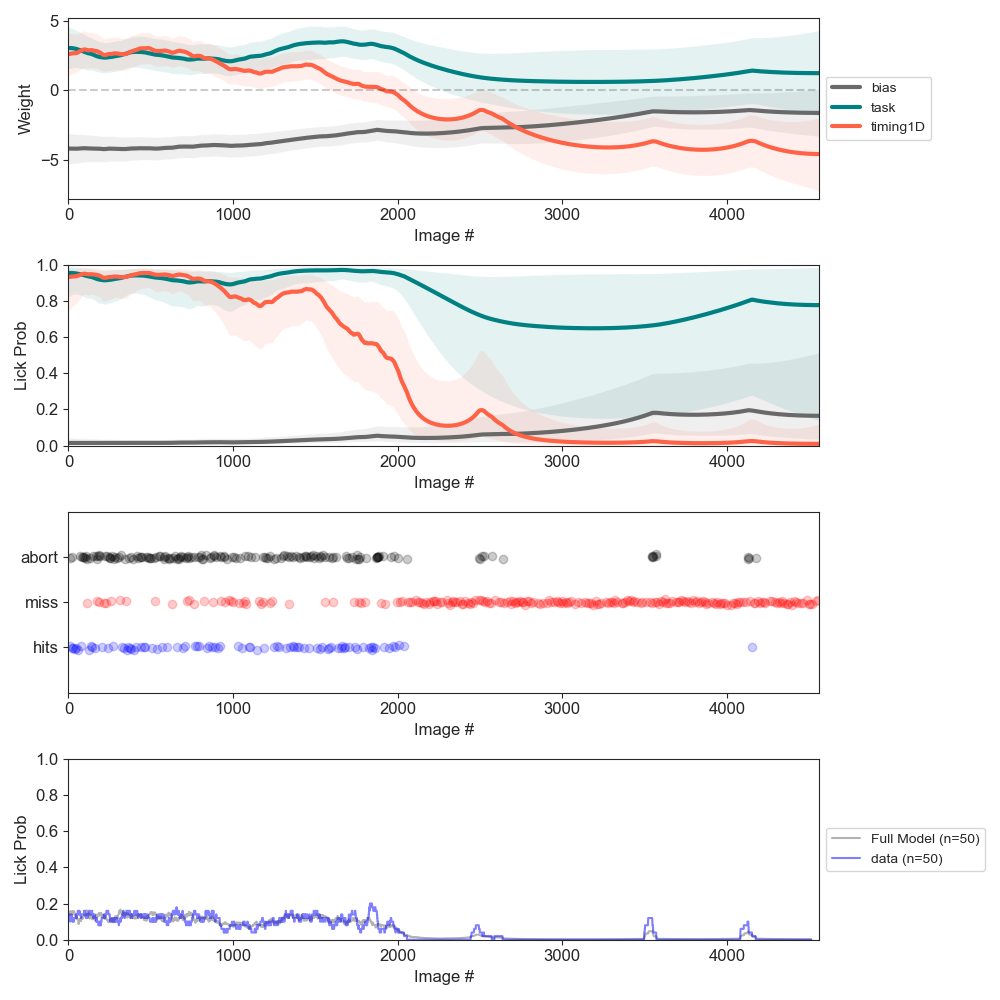 5
0
−5
Weight
0
1000
2000
3000
4000
Image #
bias
task
timing1D
1.0
0.8
0.6
0.4
0.2
0.0
Lick Prob
0
1000
2000
3000
4000
Image #
abort
miss
hits
0
1000
2000
3000
4000
Image #
1.0
0.8
0.6
0.4
0.2
0.0
Lick Prob
0
1000
2000
3000
4000
Image #
Full Model (n=50)
data (n=50)